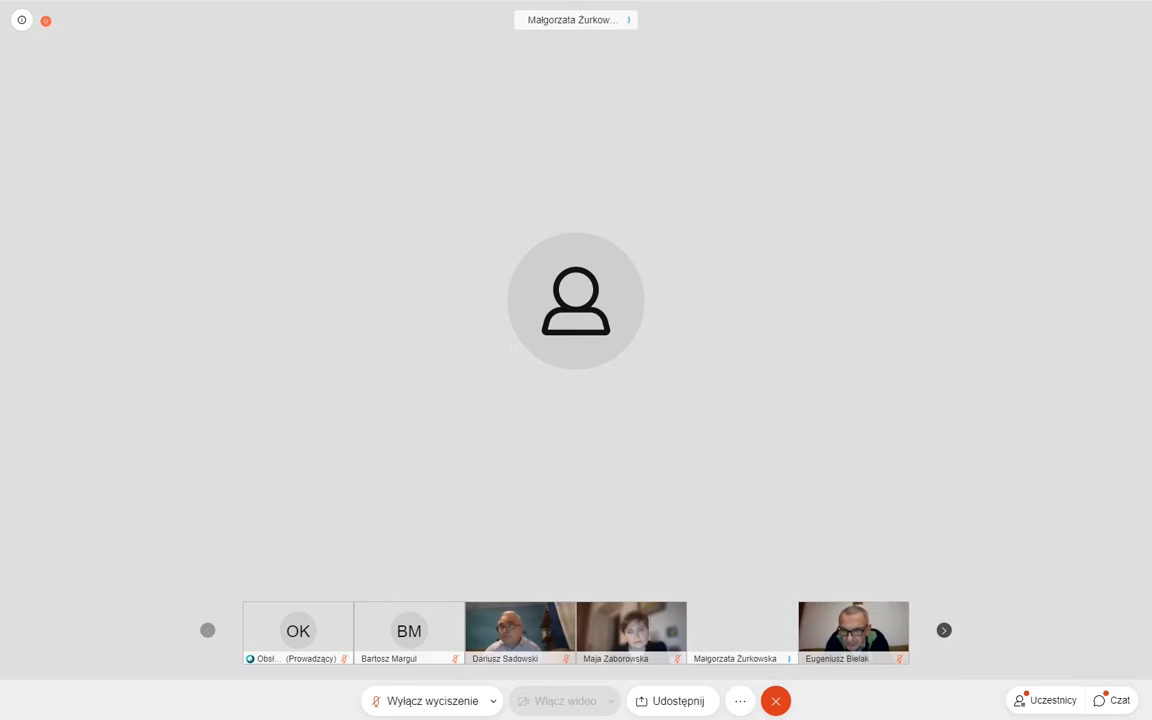 Małgorzata Żurkow...
OK
BM
Obsł... (Prowadzący)
Bartosz Margul
Dariusz Sadowski
Maja Zaborowska
Małgorzata Żurkowska
Eugeniusz Bielak
Wyłącz wyciszenie
Włącz wideo
Udostępnij
Uczestnicy
Czat